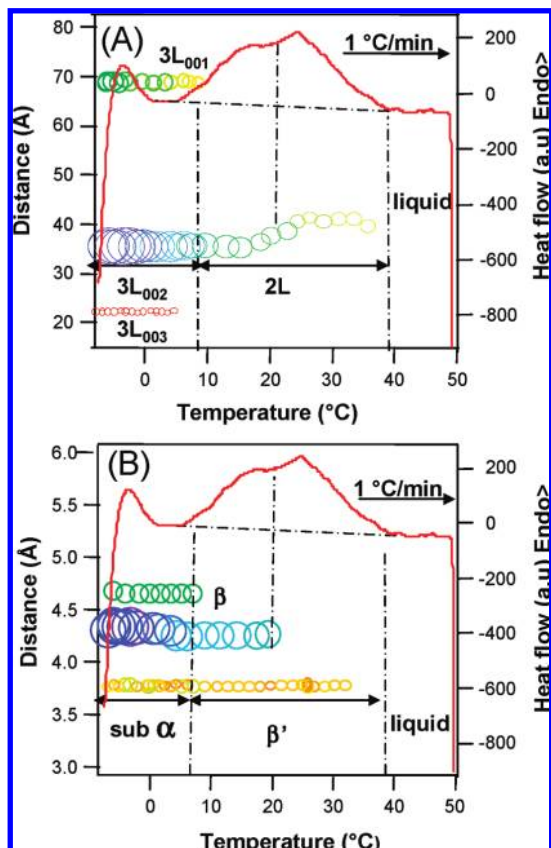 (A)
3L001
1 °C/min
80
70
60
50
40
30
20
Distance (Å)
200
0
-200
-400
-600
-800
Heat flow (a.u) Endo>
liquid
3L002
2L
3L003
0
10
20
30
40
50
Temperature (°C)
(B)
1 °C/min
6.0
5.5
5.0
4.5
4.0
3.5
3.0
Distance (Å)
200
0
-200
-400
-600
-800
Heat flow (a.u) Endo>
β
liquid
sub α
β'
0
10
20
30
40
50
Temperature (°C)